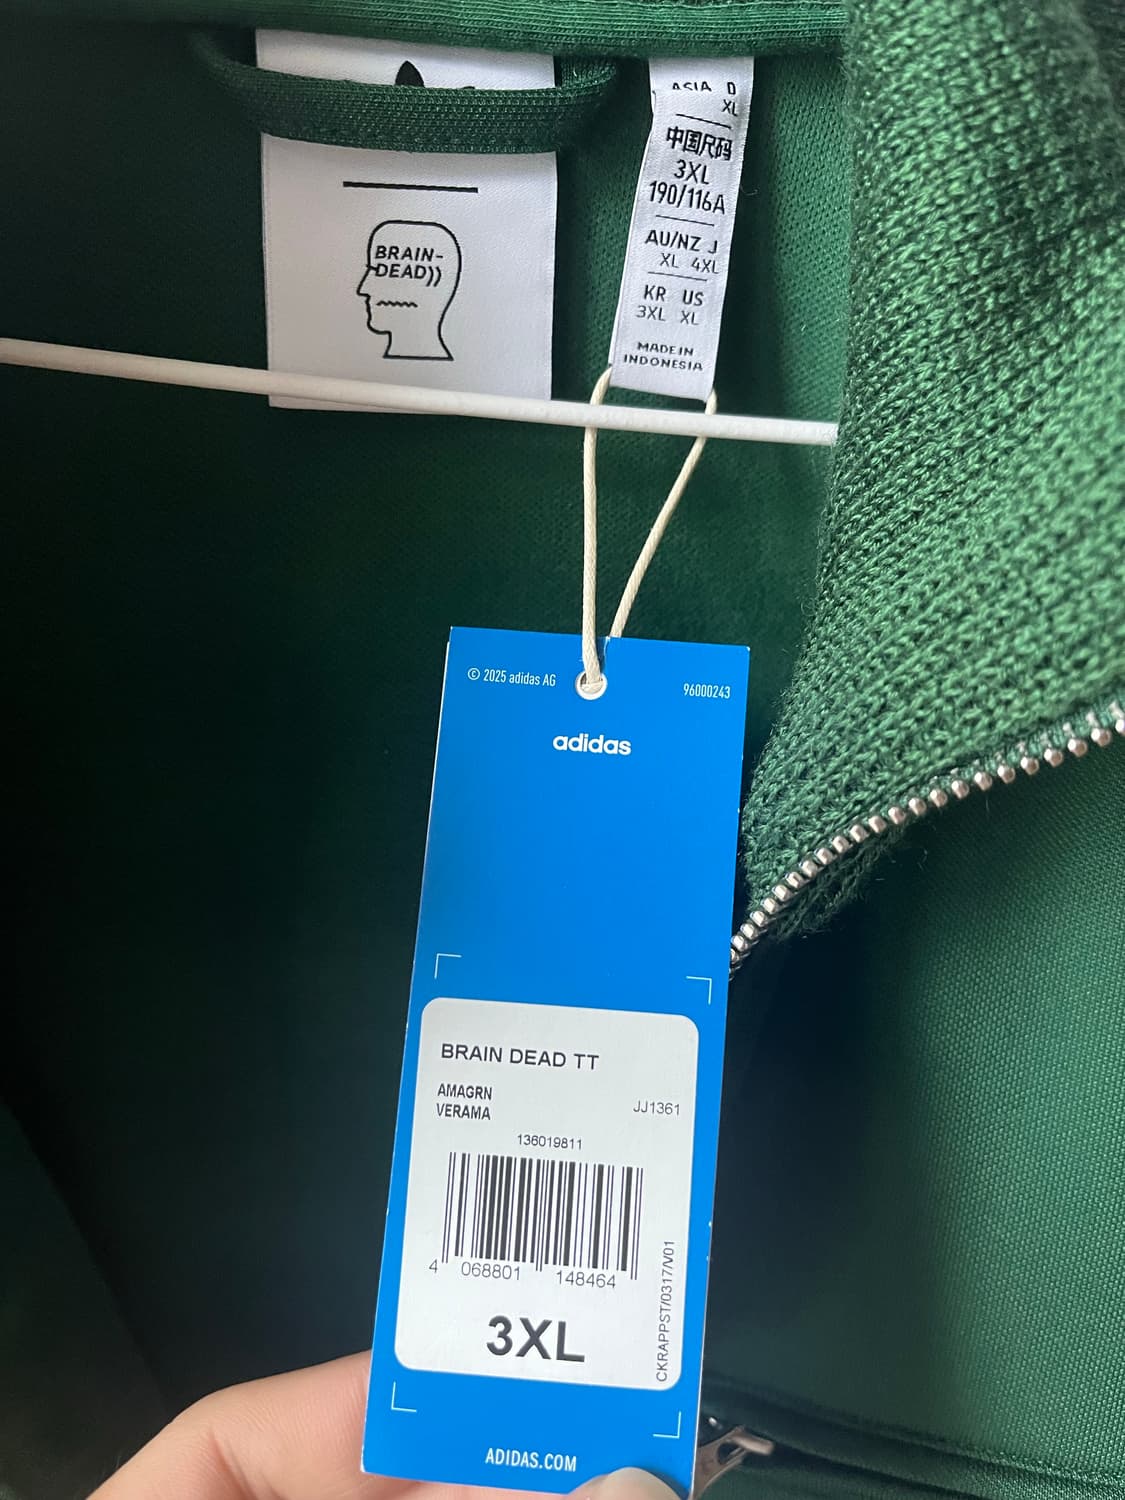 BRAIN-
DEAD))
ASIA D
XL
中国尺码
3XL
190/116A
AU/NZ J
XL 4XL
KR US
3XL XL
MADE IN
INDONESIA
© 2025 adidas AG
96000243
adidas
BRAIN DEAD TT
AMAGRN
VERAMA
JJ1361
136019811
4 068801 148464
3XL
CKRAPPST/0317/V01
ADIDAS.COM